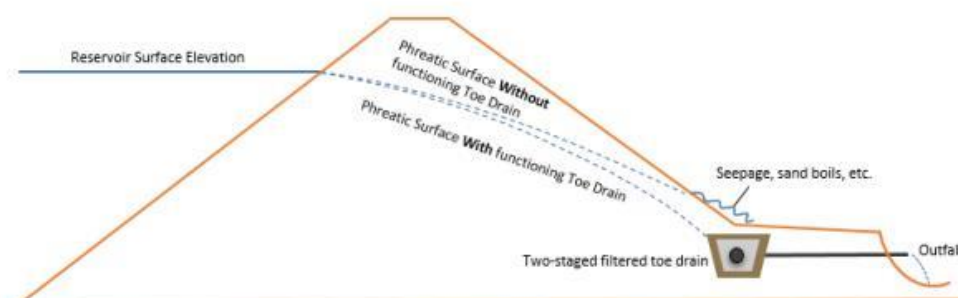 Reservoir Surface Elevation
Phreatic Surface Without
functioning Toe Drain
Phreatic Surface With functioning Toe Drain
Seepage, sand boils, etc.
Two-staged filtered toe drain
Outfal